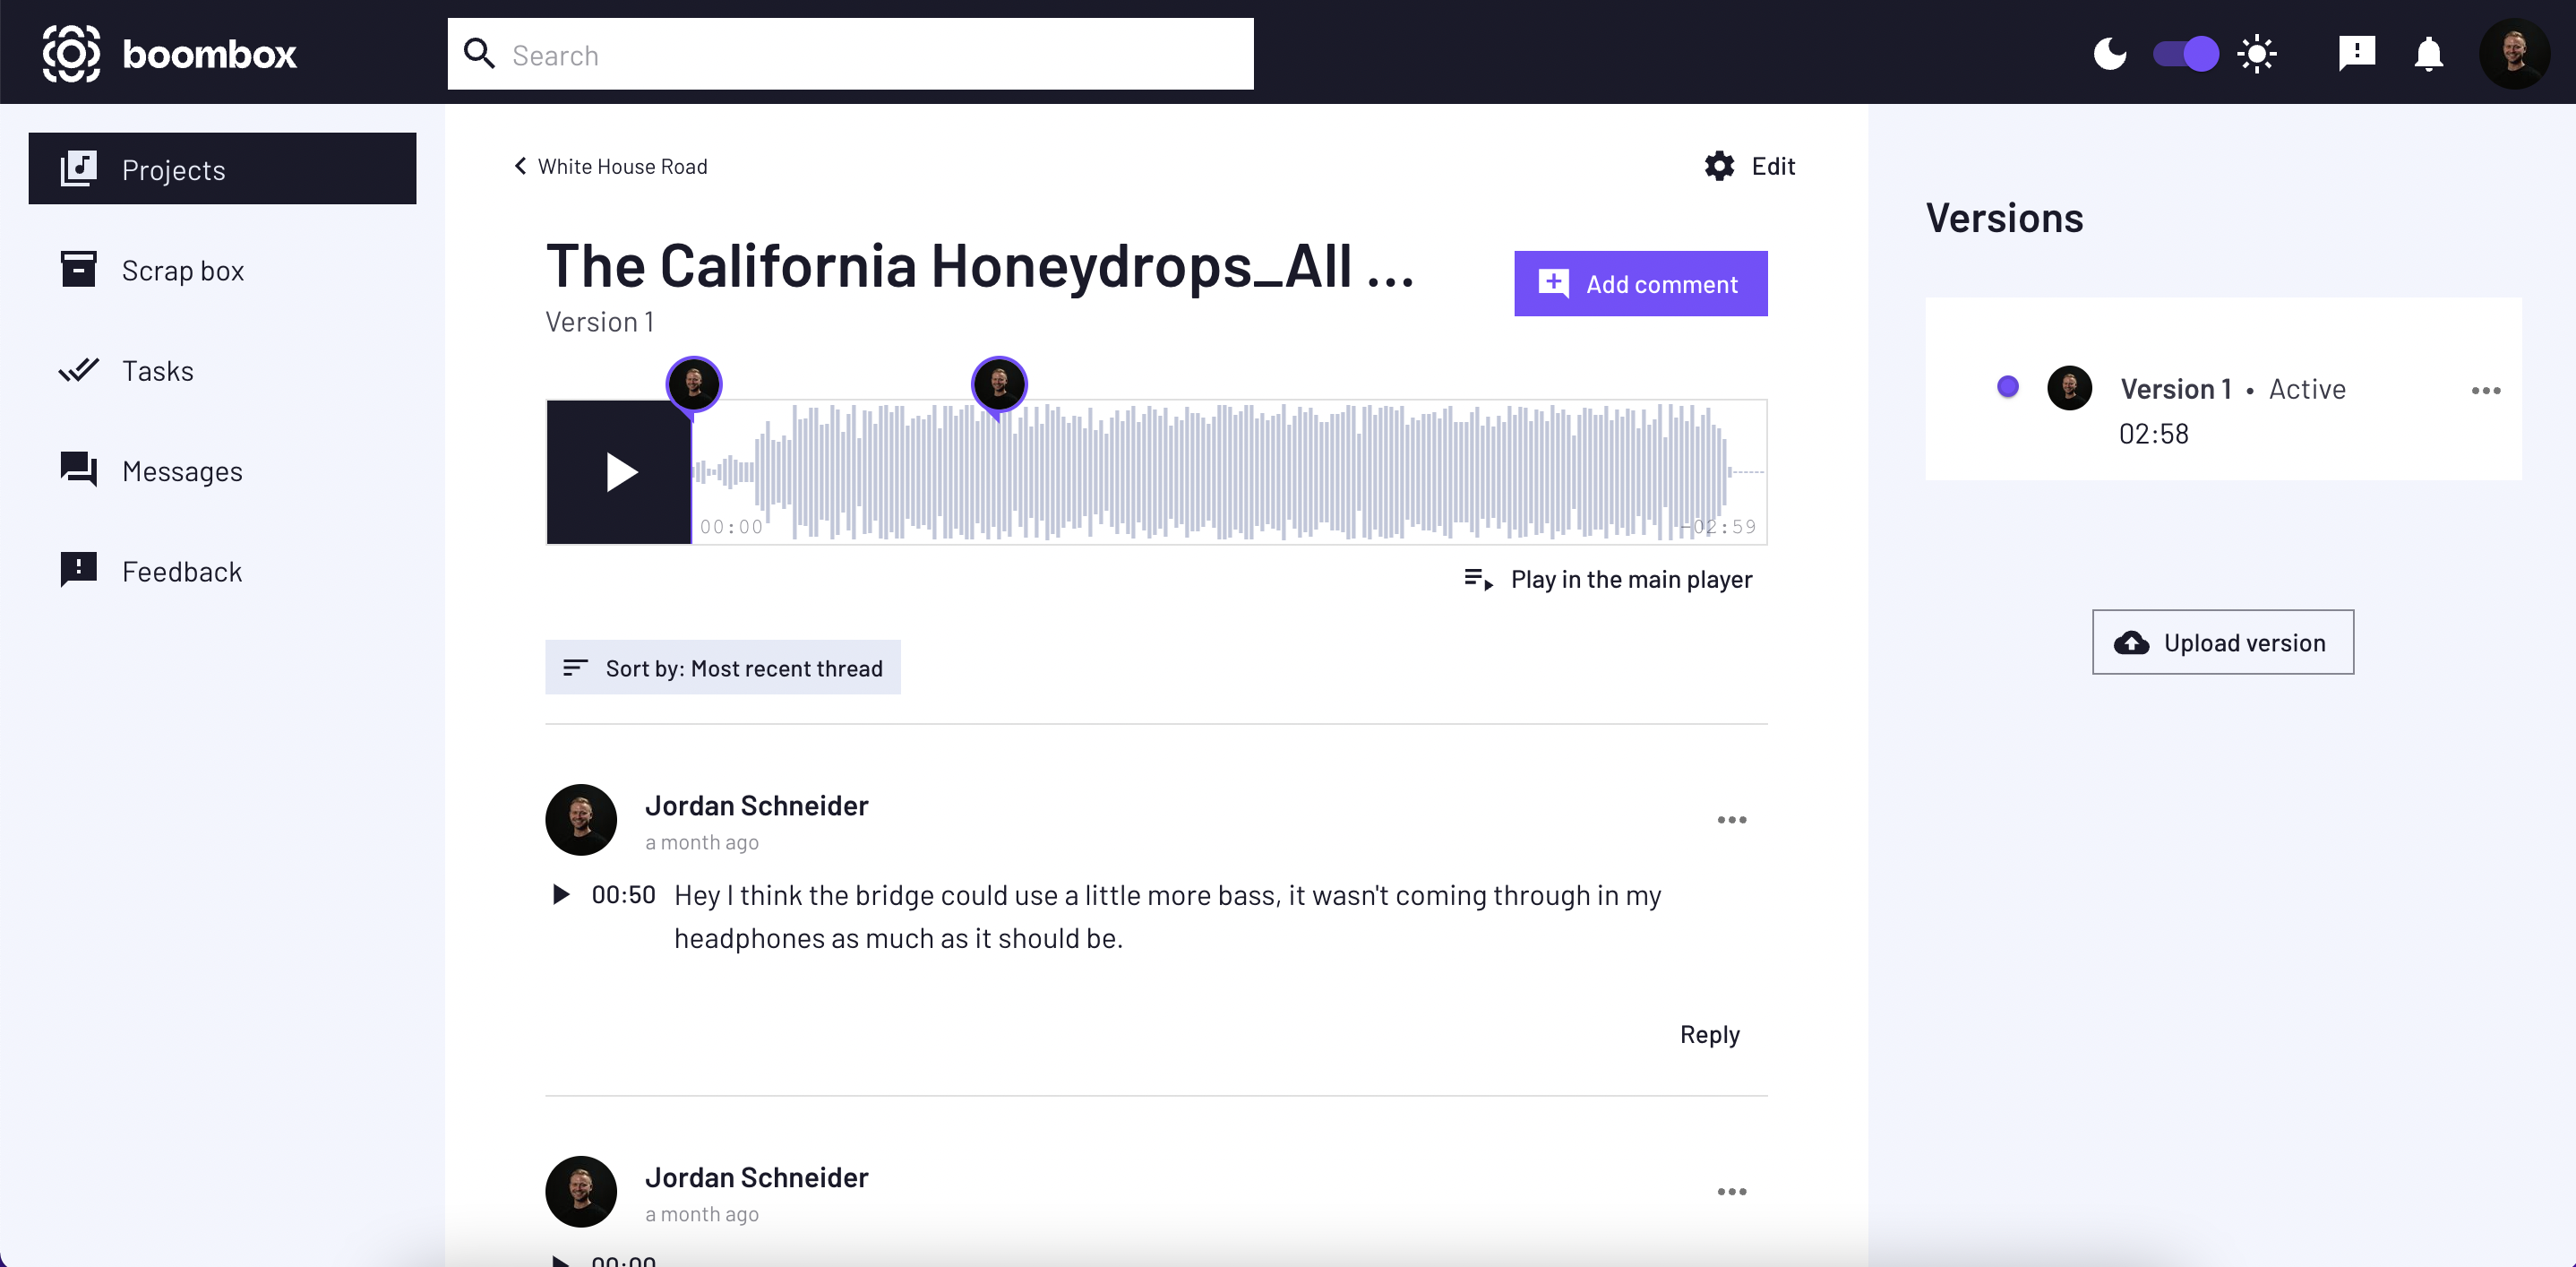 boombox
Search
Projects
Scrap box
Tasks
Messages
Feedback
White House Road
Edit
The California Honeydrops_All ...
Version 1
Add comment
00:00
-02:59
Play in the main player
Sort by: Most recent thread
Jordan Schneider
a month ago
00:50 Hey I think the bridge could use a little more bass, it wasn't coming through in my
headphones as much as it should be.
Reply
Jordan Schneider
a month ago
00:00
Versions
Version 1 • Active
02:58
Upload version